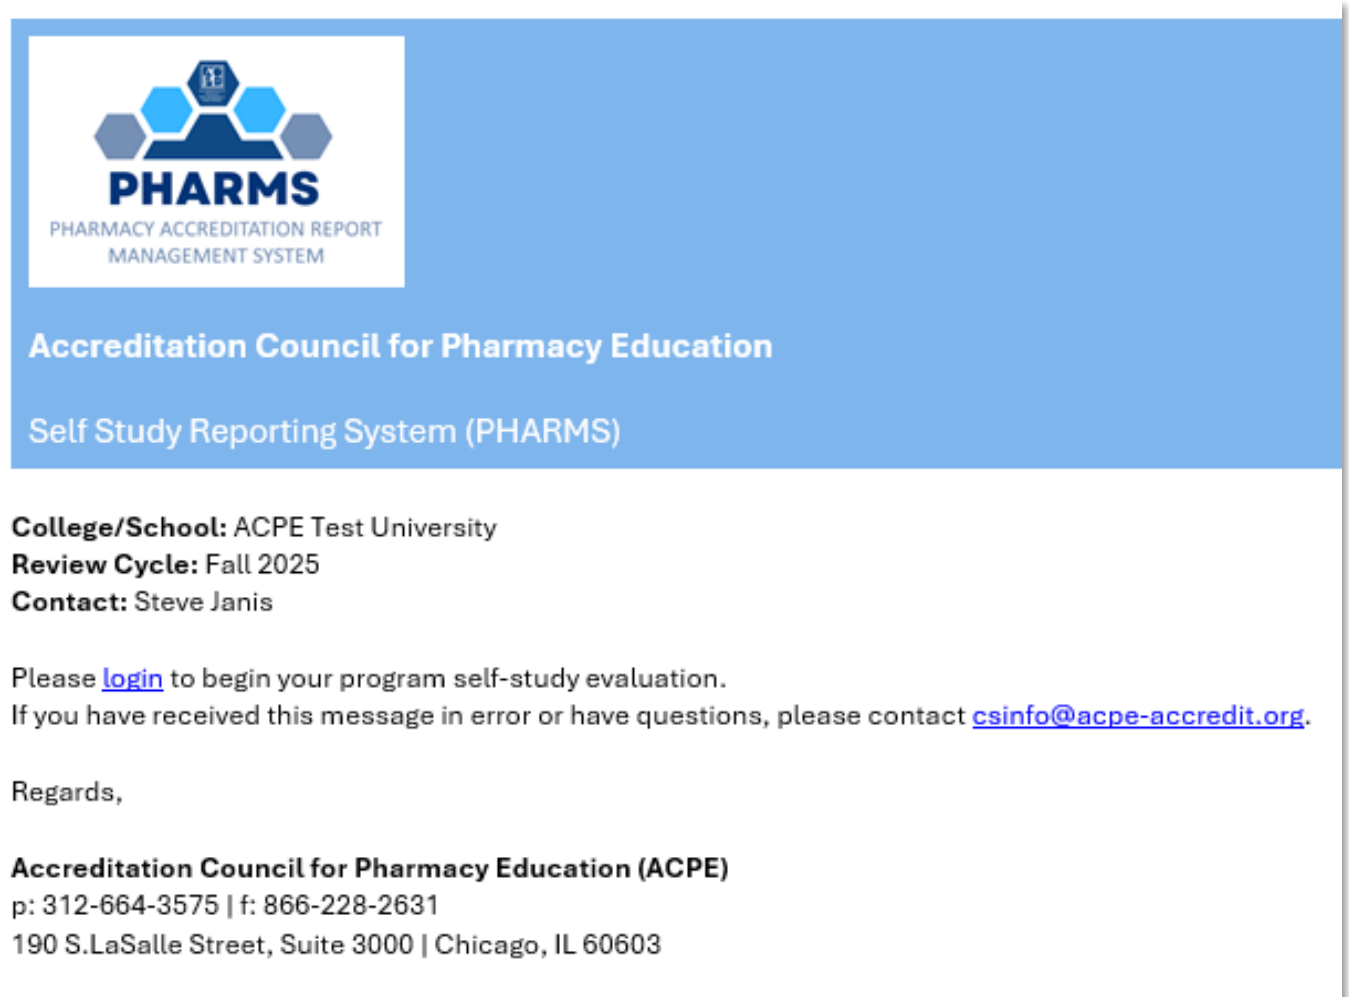 PHARMS
PHARMACY ACCREDITATION REPORT
MANAGEMENT SYSTEM
Accreditation Council for Pharmacy Education
Self Study Reporting System (PHARMS)
College/School: ACPE Test University
Review Cycle: Fall 2025
Contact: Steve Janis
Please login to begin your program self-study evaluation.
If you have received this message in error or have questions, please contact csinfo@acpe-accredit.org.
Regards,
Accreditation Council for Pharmacy Education (ACPE)
p: 312-664-3575 | f: 866-228-2631
190 S.LaSalle Street, Suite 3000 | Chicago, IL 60603